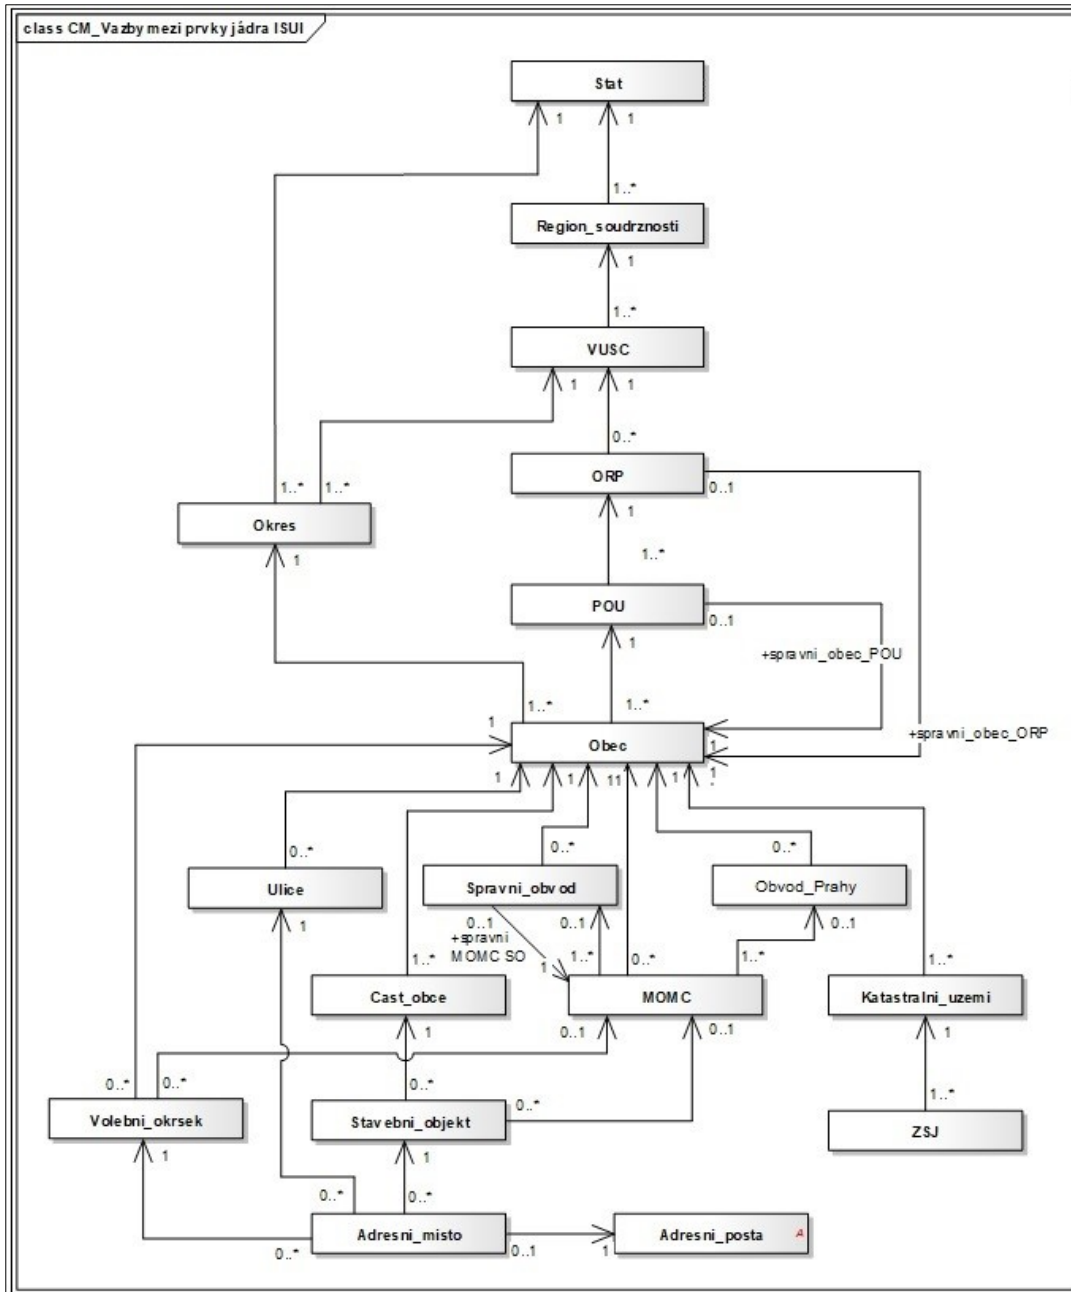 class CM_Vazby mezi prvky jádra ISUI
Stat
1 1
1..*
Region_soudrznosti
1
1..*
VUSC
1 1
0..*
ORP
0..1
1
1..* 1..*
Okres
1
1..*
POU
0..1
1
+spravni_obec_POU
1..* 1..*
1
Obec
1
+spravni_obec_ORP
1 1 11 1 1
0..* 0..* 0..*
Ulice
Spravni_obvod
Obvod_Prahy
1
0..1 0..1 0..1
+spravni
MOMC SO
1
1..* 1..* 0..* 1..* 1..*
Cast_obce
MOMC
Katastralni_uzemi
1 0..1 0..1 1
0..* 0..* 0..* 0..* 1..*
Volebni_okrsek
Stavebni_objekt
ZSJ
1 1
0..* 0..*
Adresni_misto
Adresni_posta
A
0..* 0..1 1